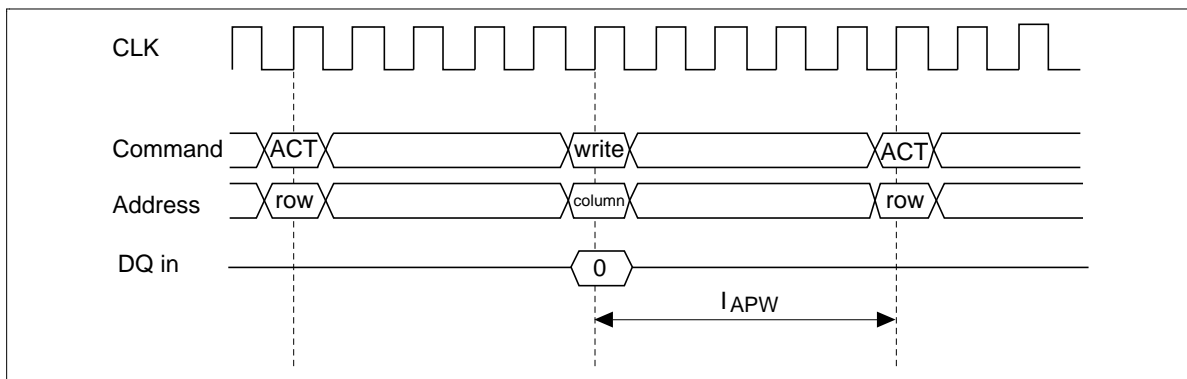 CLK
Command ACT write ACT
Address row column row
DQ in 0
I APW